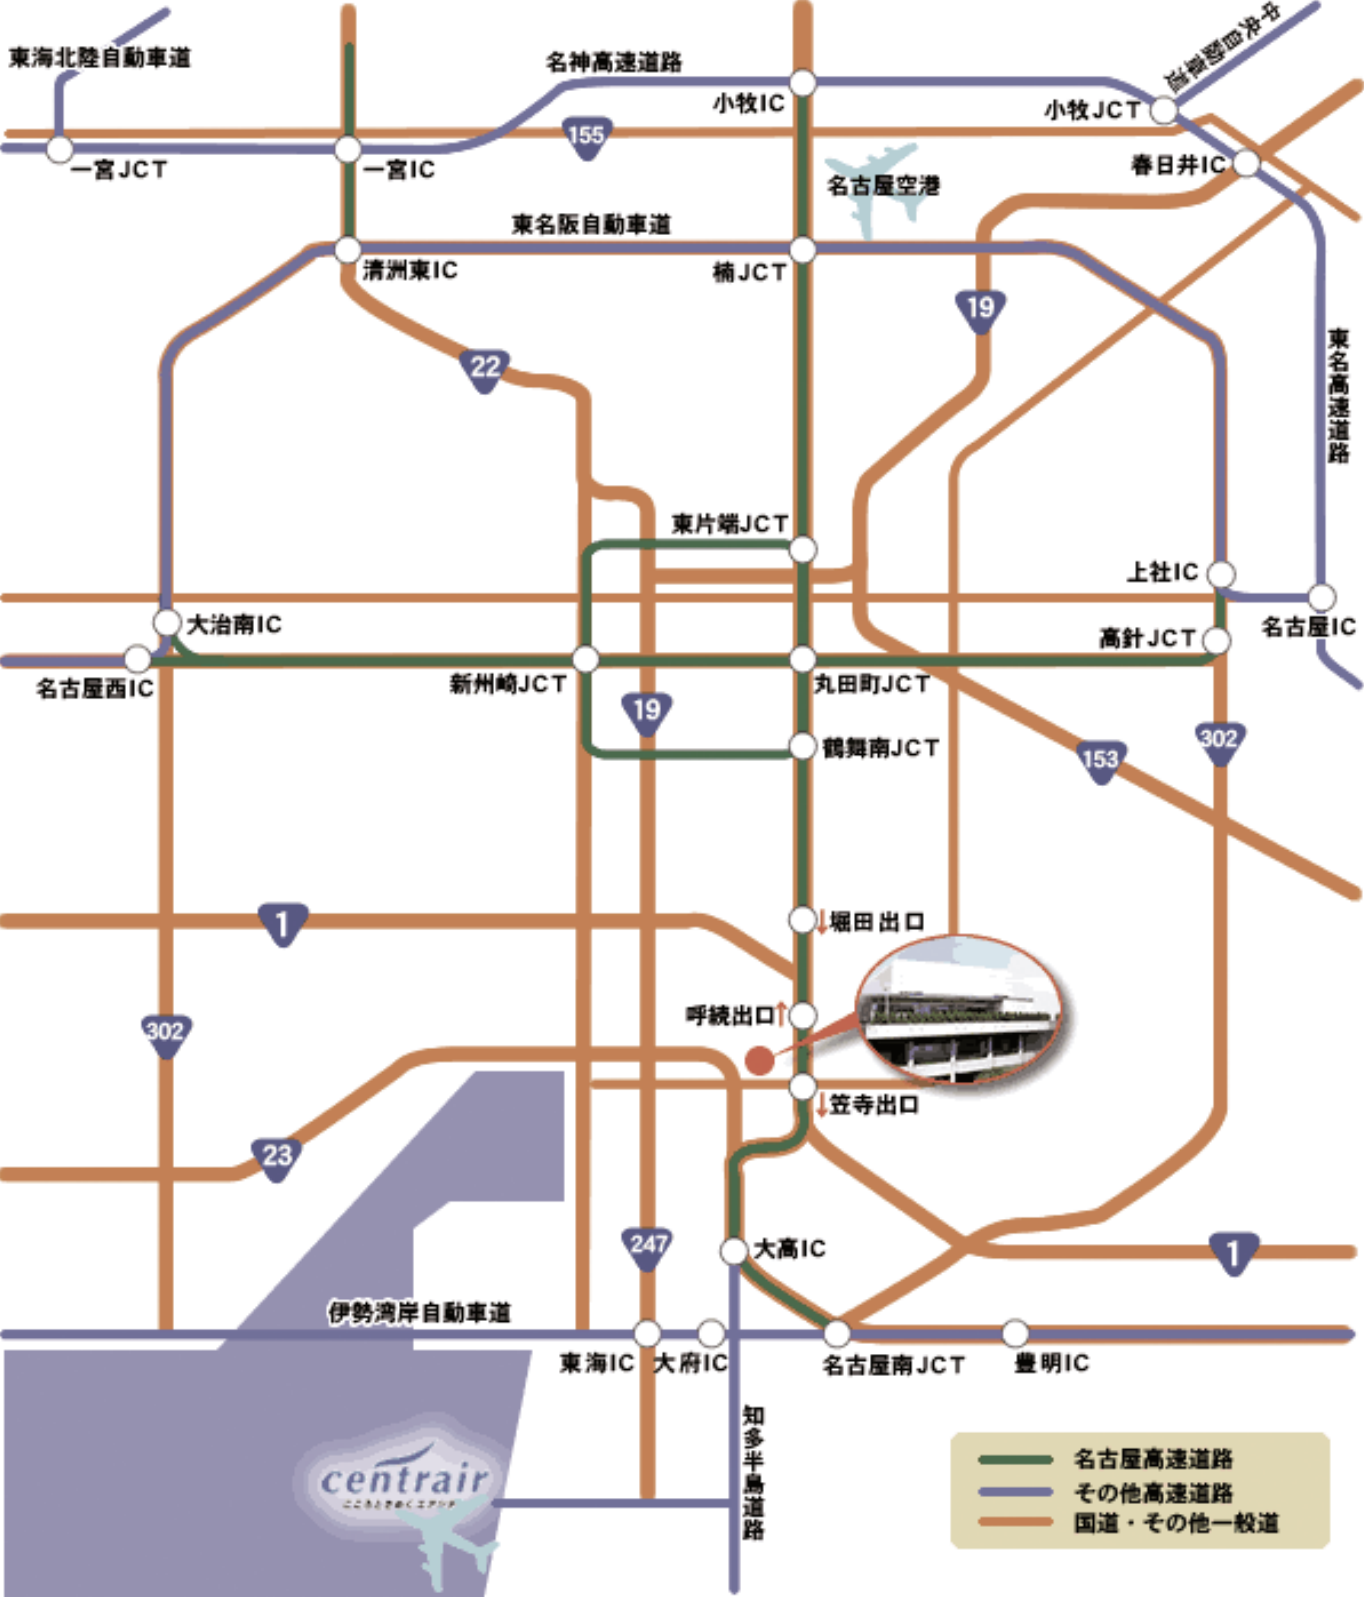 中央自動車道
東海北陸自動車道
名神高速道路
小牧IC
小牧JCT
155
一宮JCT
一宮IC
春日井IC
名古屋空港
東名阪自動車道
清洲東IC
楠JCT
19
22
東名高速道路
東片端JCT
上社IC
大治南IC
名古屋IC
高針JCT
名古屋西IC
新州崎JCT
丸田町JCT
19
302
鶴舞南JCT
153
1
↓堀田出口
呼続出口↑
302
↓笠寺出口
23
247
大高IC
1
伊勢湾岸自動車道
東海IC
大府IC
名古屋南JCT
豊明IC
知多半島道路
centrair
名古屋高速道路
その他高速道路
国道・その他一般道